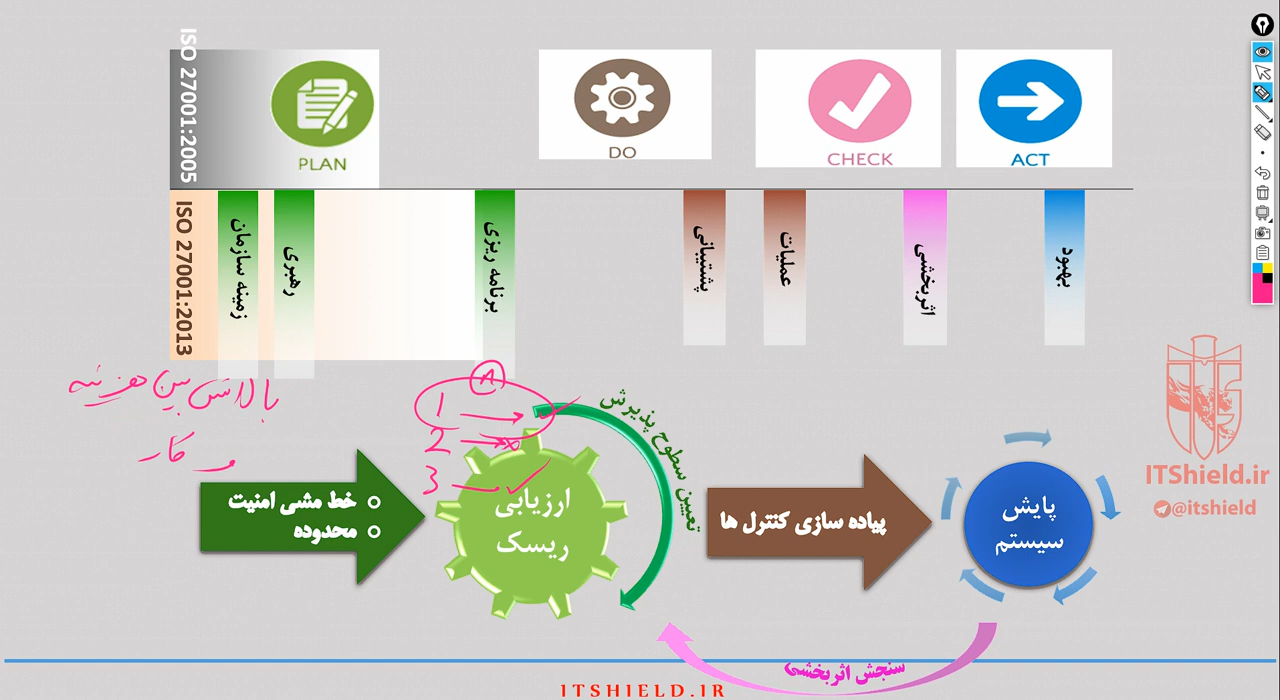 ISO 27001:2005
PLAN
DO
CHECK
ACT
ISO 27001:2013
زمینه سازمان
رهبری
برنامه ریزی
پشتیبانی
عملیات
اثربخشی
بهبود
بین هزینه
و کار
A
1
2
3
تعیین سطوح پذیرش
خط مشی امنیت
محدوده
ارزیابی
ریسک
پیاده سازی کنترل ها
پایش
سیستم
سنجش اثربخشی
ITShield.ir
@itshield
ITSHIELD.IR